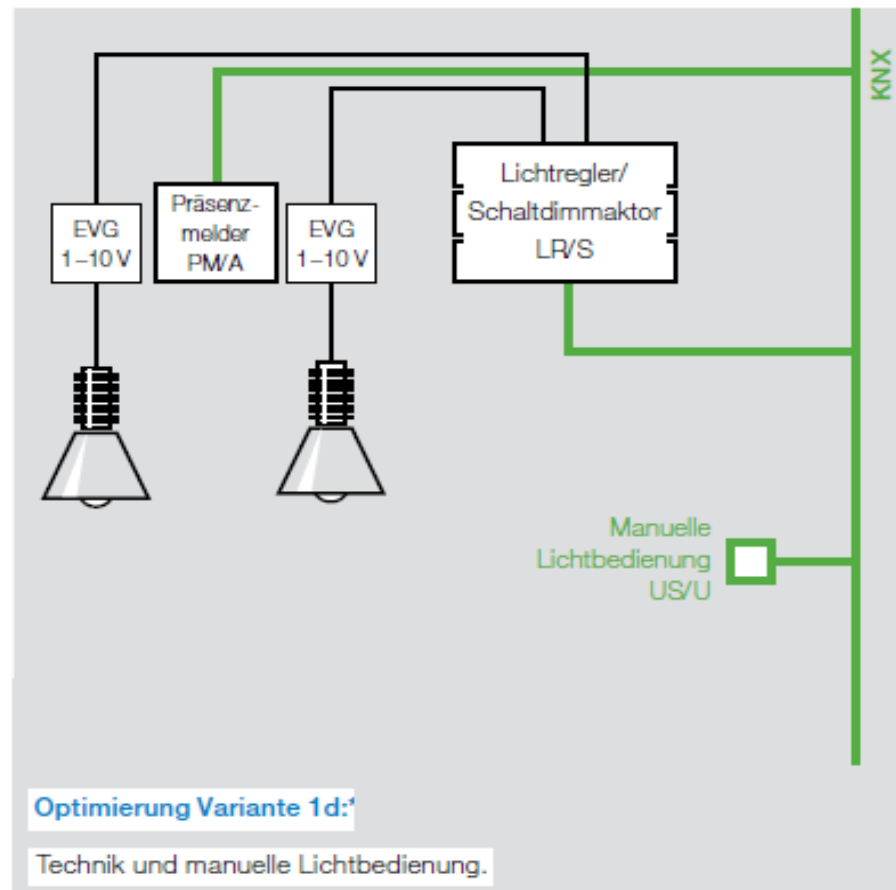 KNX
Lichtregler/
Schaltdimmaktor
LR/S
EVG
1–10 V
Präsenz-
melder
PM/A
EVG
1–10 V
Manuelle
Lichtbedienung
US/U
Optimierung Variante 1d:*
Technik und manuelle Lichtbedienung.